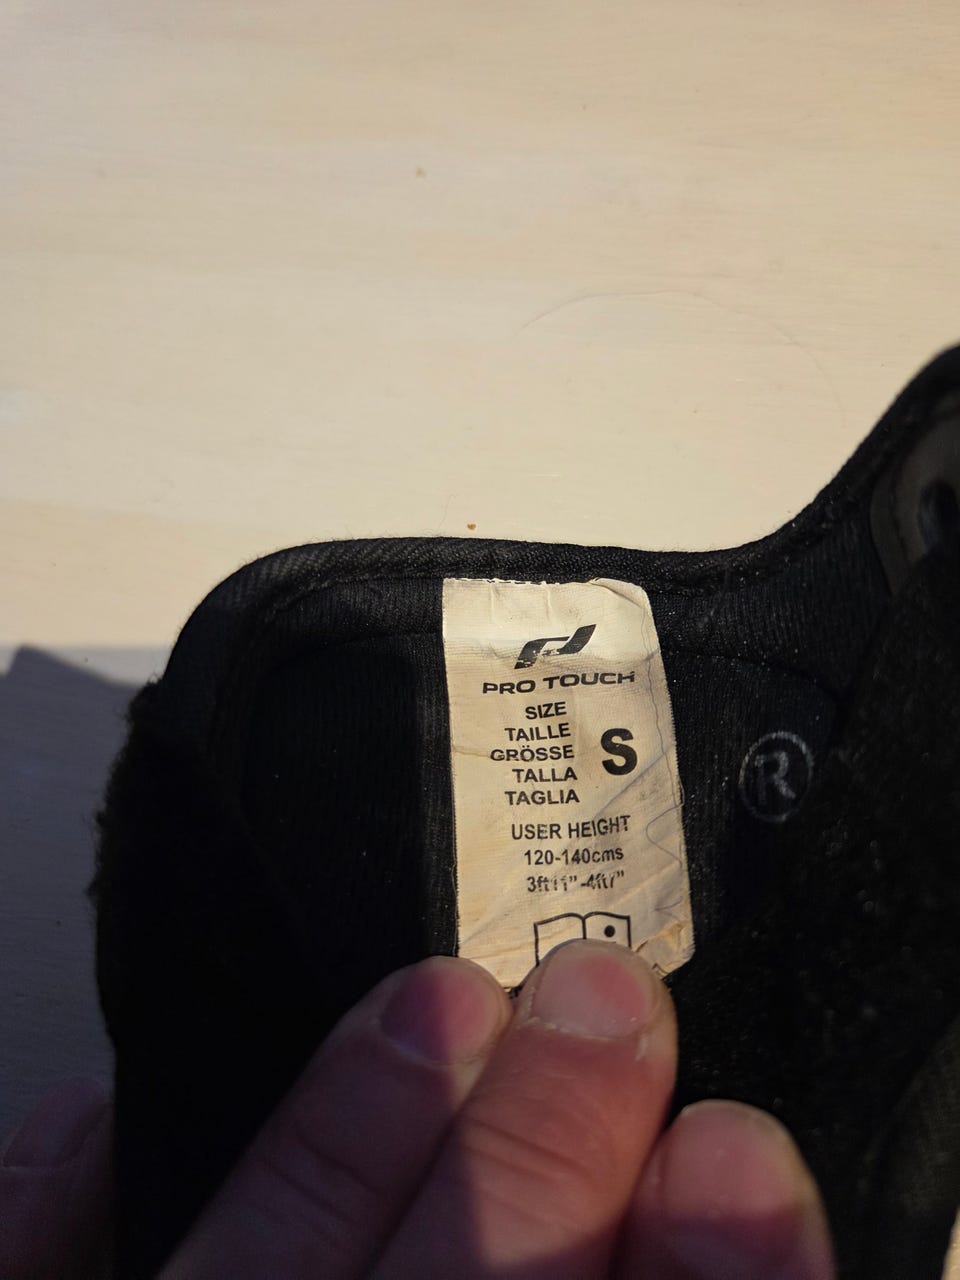 PRO TOUCH
SIZE
TAILLE
GRÖSSE
TALLA
TAGLIA
S
USER HEIGHT
120-140cms
3ft11"-4ft7"
R